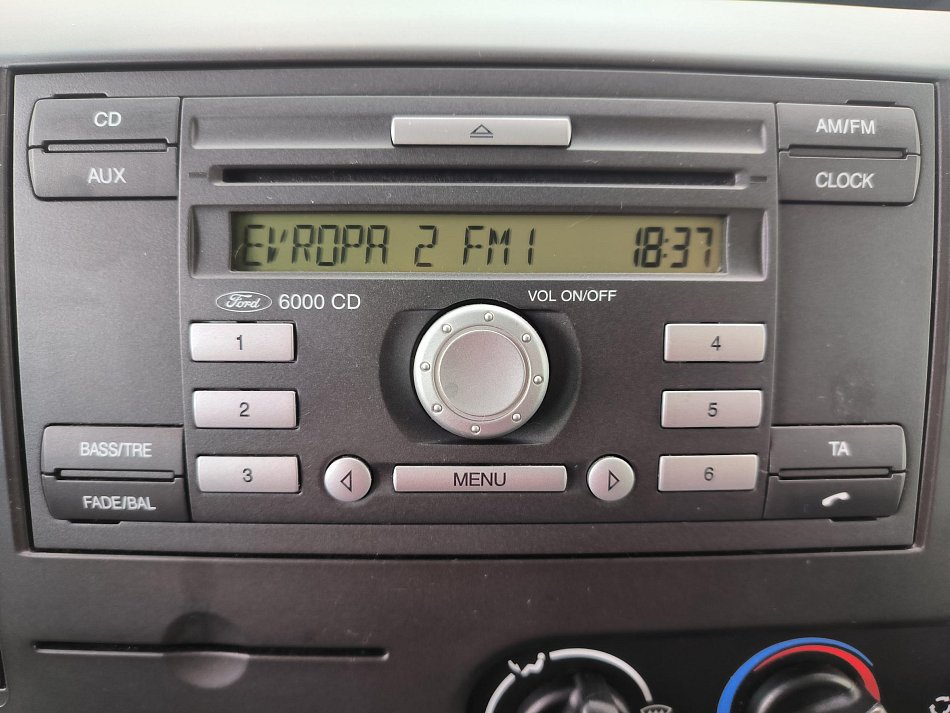 CD
AM/FM
AUX
CLOCK
EVROPA 2 FM1 18:37
Ford 6000 CD
VOL ON/OFF
1
4
2
5
BASS/TRE
TA
3
MENU
6
FADE/BAL